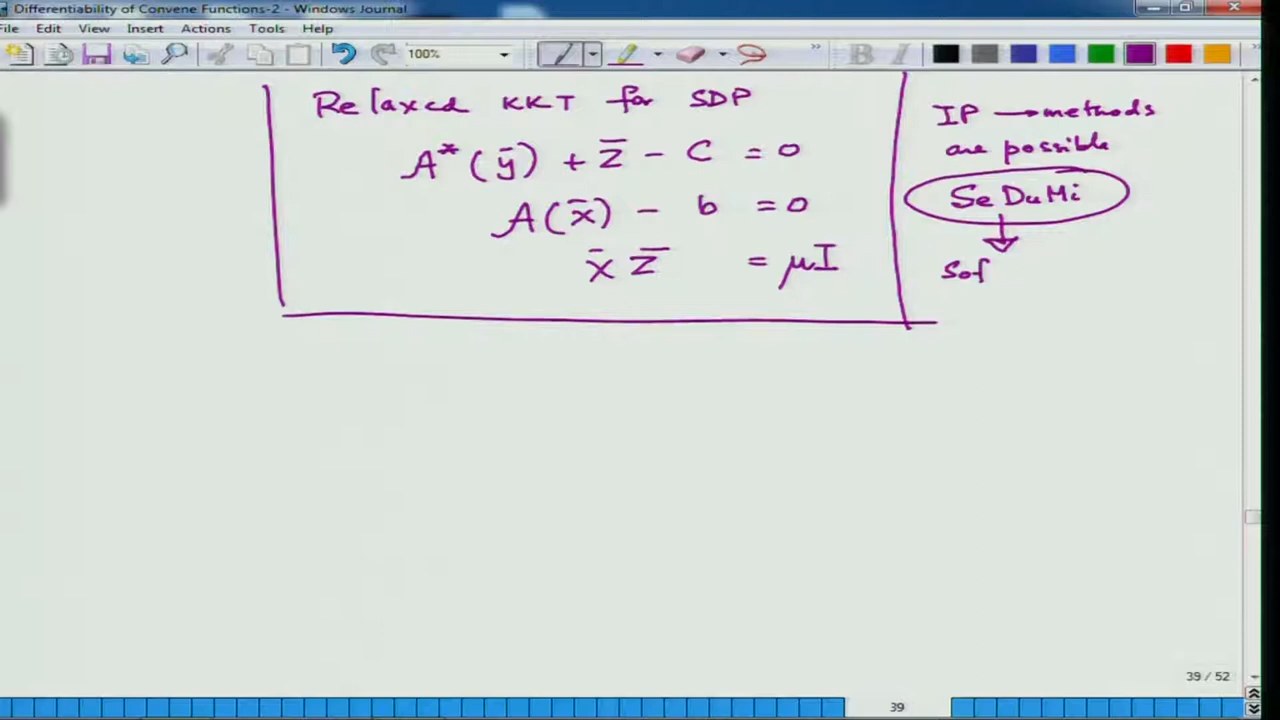 Differentiability of Convene Functions-2 - Windows Journal
File Edit View Insert Actions Tools Help
100%
Relaxed KKT for SDP
A*(ȳ) + Z̄ - C = 0
A(x̄) - b = 0
x̄ Z̄ = μI
IP → methods
are possible
SeDuMi
Sof
39 / 52
39